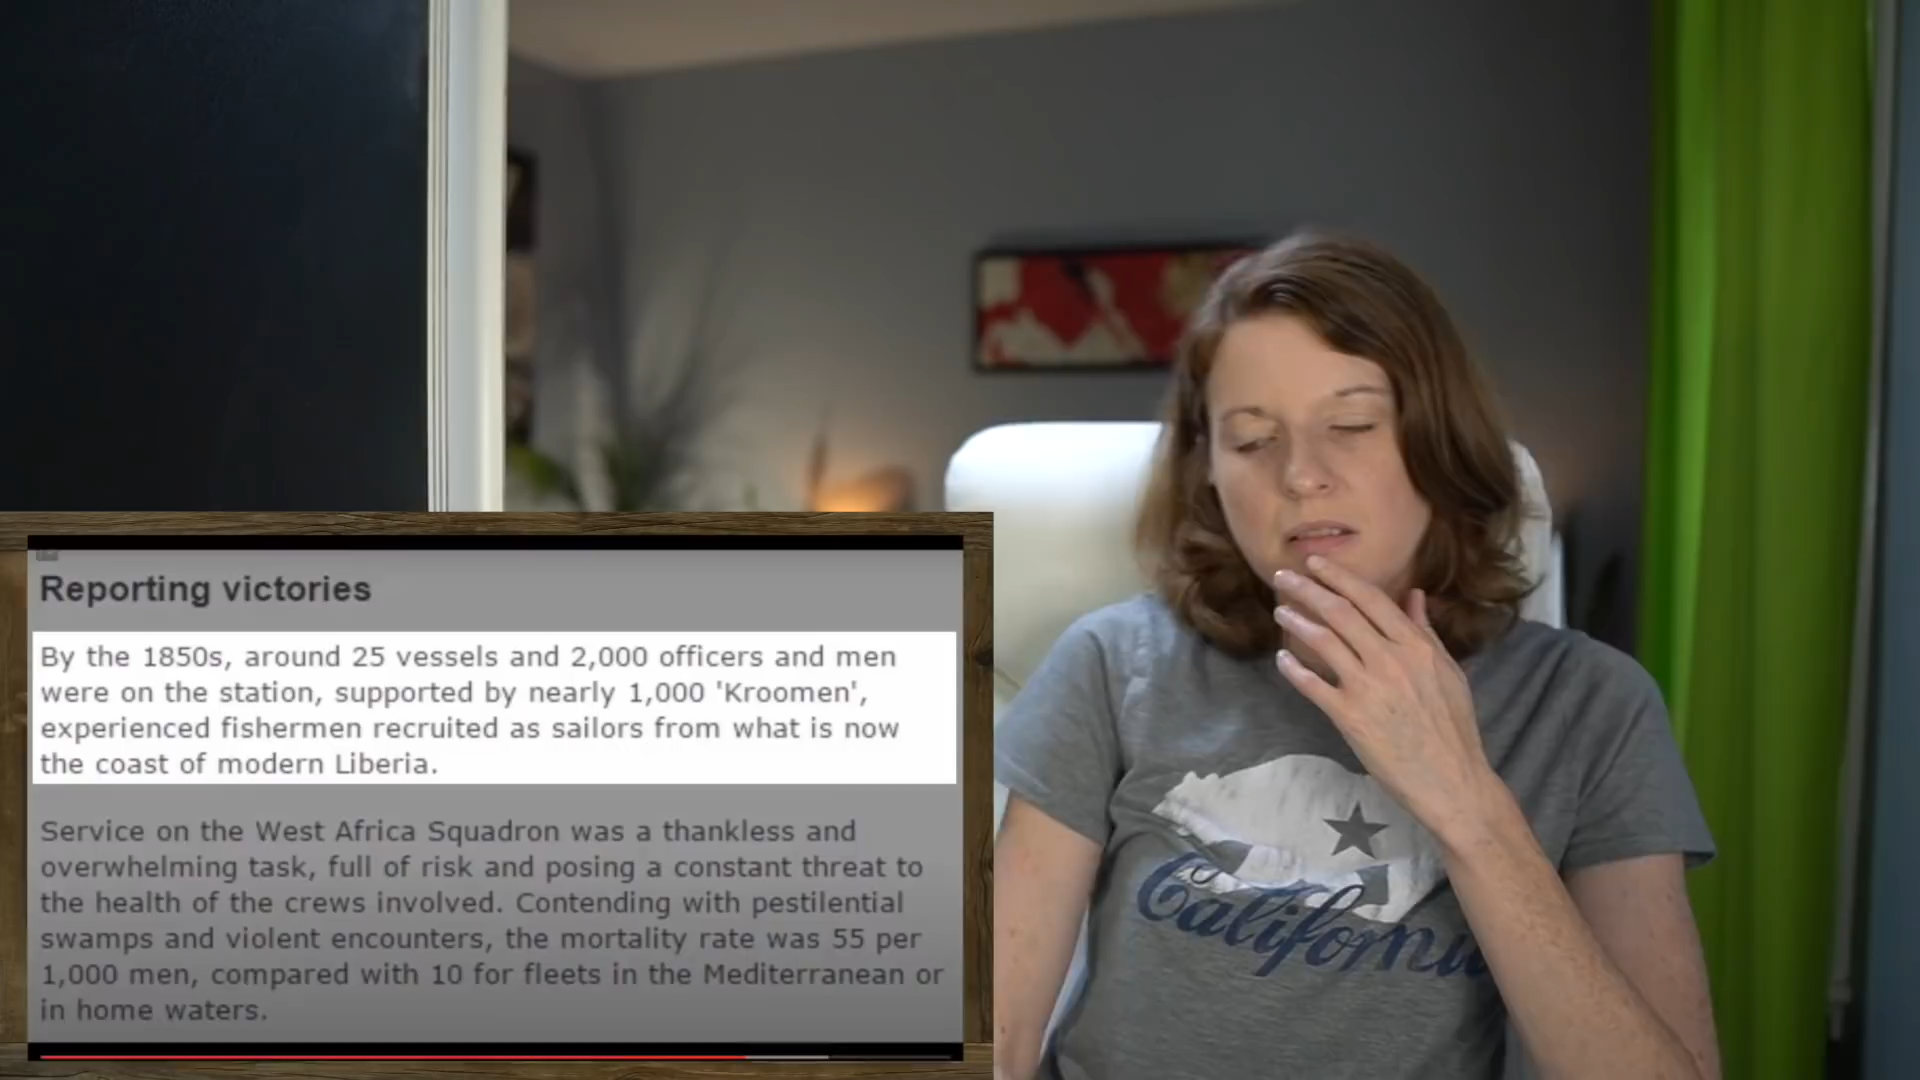 Reporting victories
By the 1850s, around 25 vessels and 2,000 officers and men
were on the station, supported by nearly 1,000 'Kroomen',
experienced fishermen recruited as sailors from what is now
the coast of modern Liberia.
Service on the West Africa Squadron was a thankless and
overwhelming task, full of risk and posing a constant threat to
the health of the crews involved. Contending with pestilential
swamps and violent encounters, the mortality rate was 55 per
1,000 men, compared with 10 for fleets in the Mediterranean or
in home waters.
California